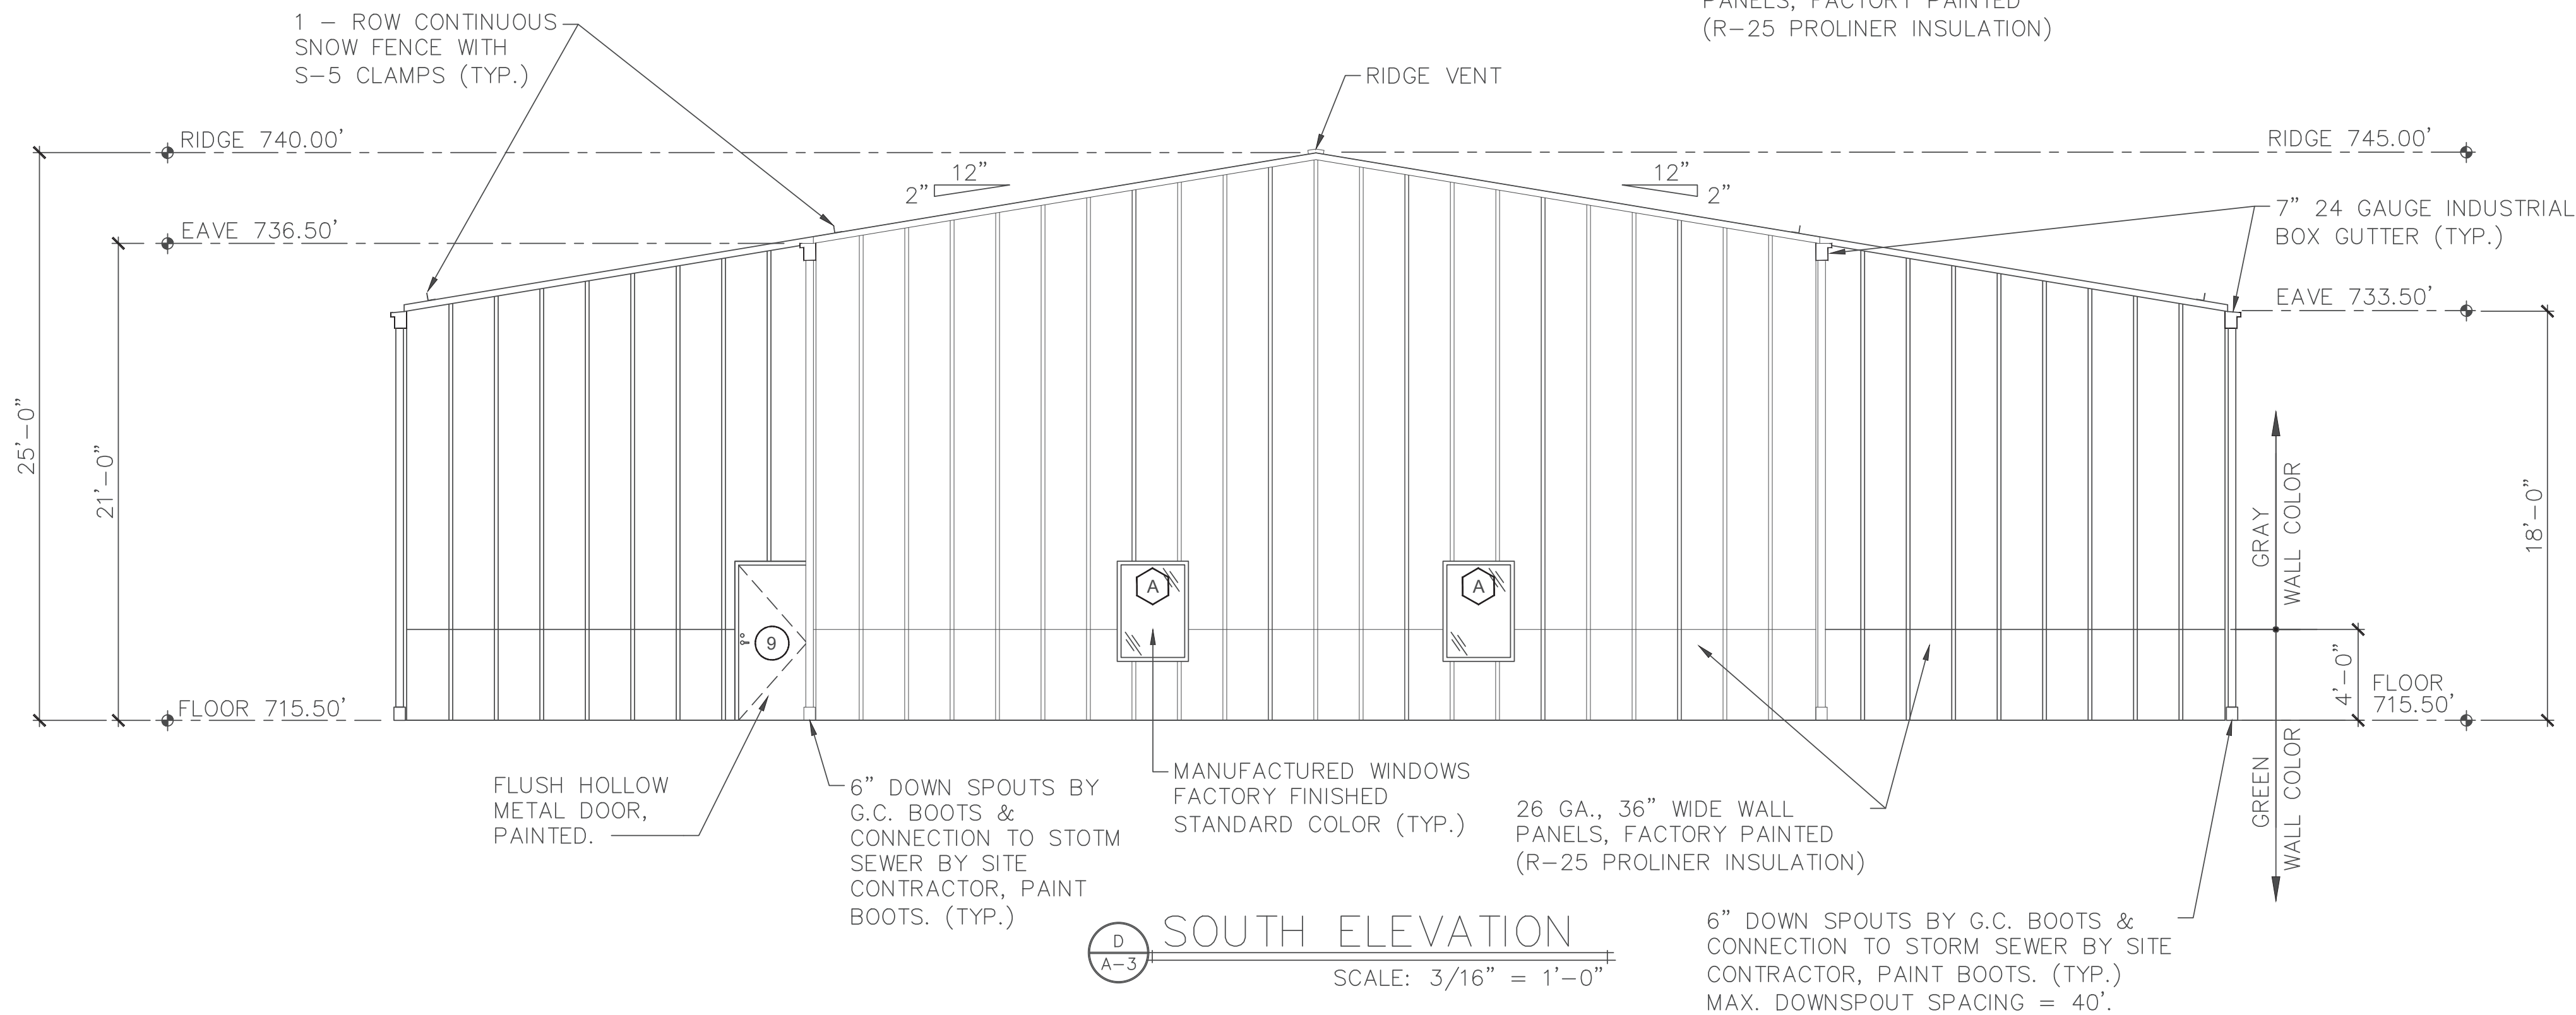 PANELS, FACTORY PAINTED
(R-25 PROLINER INSULATION)
1 - ROW CONTINUOUS
SNOW FENCE WITH
S-5 CLAMPS (TYP.)
RIDGE VENT
RIDGE 740.00'
RIDGE 745.00'
12"
2"
12"
2"
EAVE 736.50'
7" 24 GAUGE INDUSTRIAL
BOX GUTTER (TYP.)
EAVE 733.50'
25'-0"
21'-0"
18'-0"
GRAY
WALL COLOR
A
A
9
4'-0"
FLOOR 715.50'
FLOOR
715.50'
GREEN
WALL COLOR
FLUSH HOLLOW
METAL DOOR,
PAINTED.
6" DOWN SPOUTS BY
G.C. BOOTS &
CONNECTION TO STOTM
SEWER BY SITE
CONTRACTOR, PAINT
BOOTS. (TYP.)
MANUFACTURED WINDOWS
FACTORY FINISHED
STANDARD COLOR (TYP.)
26 GA., 36" WIDE WALL
PANELS, FACTORY PAINTED
(R-25 PROLINER INSULATION)
6" DOWN SPOUTS BY G.C. BOOTS &
CONNECTION TO STORM SEWER BY SITE
CONTRACTOR, PAINT BOOTS. (TYP.)
MAX. DOWNSPOUT SPACING = 40'.
D
A-3
SOUTH ELEVATION
SCALE: 3/16" = 1'-0"